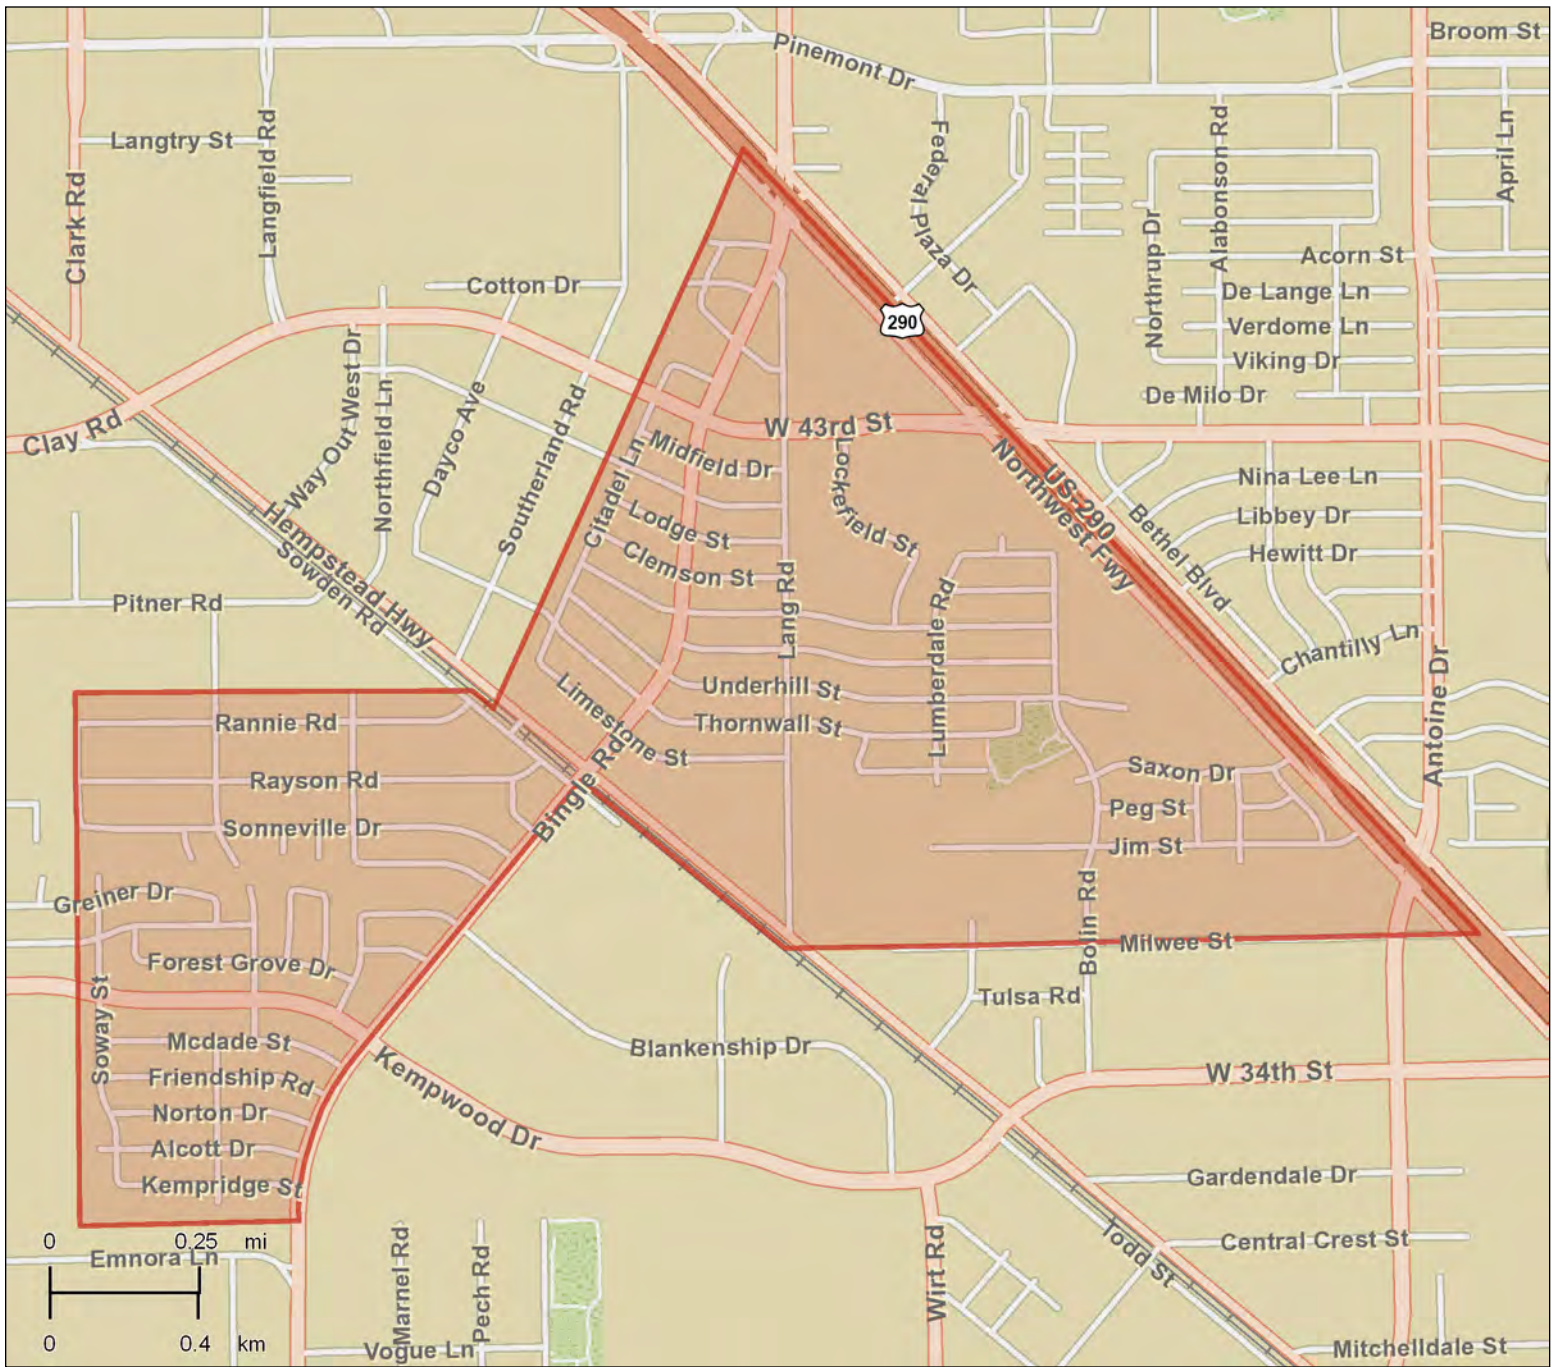 Broom St
Pinemont Dr
Langtry St
Langfield Rd
Clark Rd
Federal Plaza Dr
Alabonson Rd
April Ln
Northrup Dr
Acorn St
Cotton Dr
De Lange Ln
290
Verdome Ln
Viking Dr
De Milo Dr
Way Out West Dr
Northfield Ln
Dayco Ave
Southerland Rd
Clay Rd
W 43rd St
Citadel Ln
Midfield Dr
Lockefield St
Northwest Fwy
US-290
Nina Lee Ln
Libbey Dr
Hewitt Dr
Bethel Blvd
Lodge St
Clemson St
Hempstead Hwy
Sowden Rd
Pitner Rd
Lang Rd
Lumberdale Rd
Chantilly Ln
Antoine Dr
Underhill St
Limestone St
Thornwall St
Rannie Rd
Rayson Rd
Bingle Rd
Saxon Dr
Peg St
Sonneville Dr
Jim St
Greiner Dr
Bolin Rd
Milwee St
Forest Grove Dr
Soway St
Tulsa Rd
Mcdade St
Blankenship Dr
Friendship Rd
Kempwood Dr
W 34th St
Norton Dr
Alcott Dr
Kempridge St
Gardendale Dr
0 0.25 mi
Emnora Ln
Marnel Rd
Pech Rd
Wirt Rd
Todd St
Central Crest St
0 0.4 km
Vogue Ln
Mitchelldale St